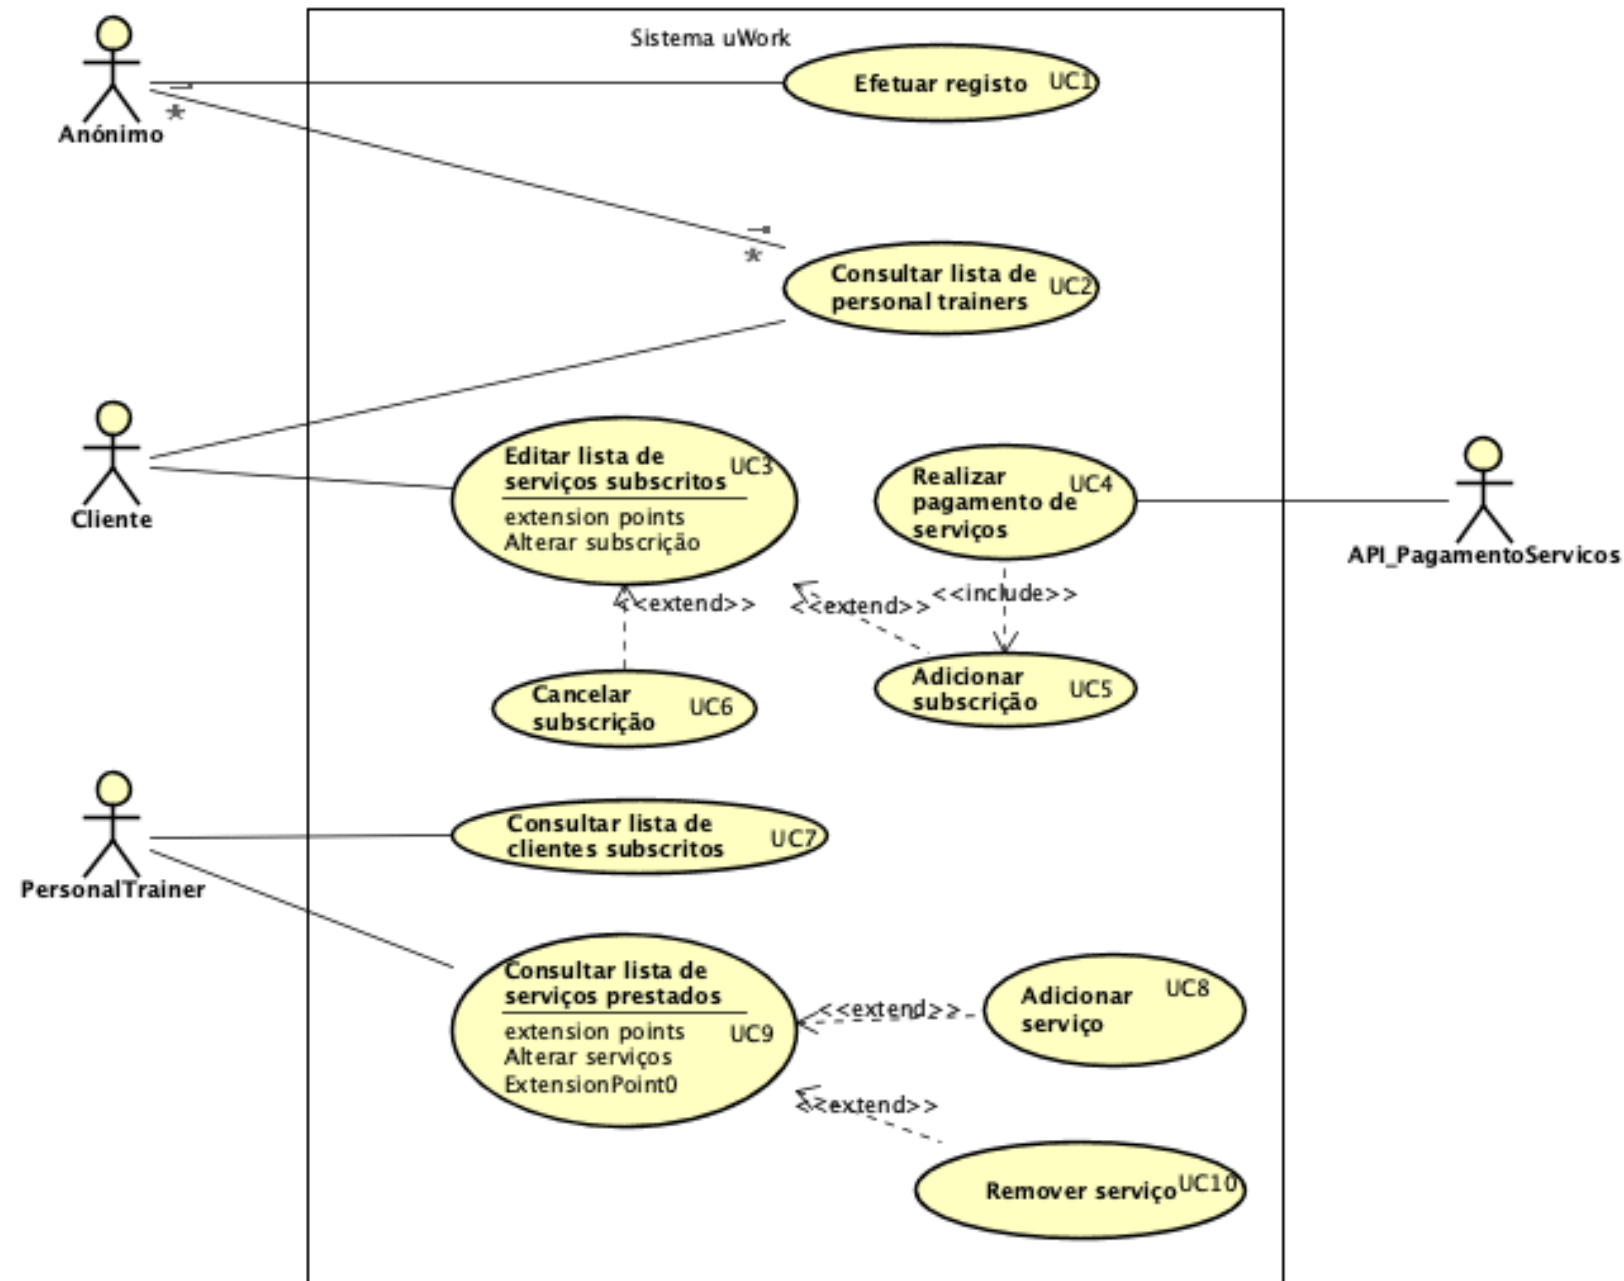 Sistema uWork
Efetuar registo UC1
*
Anónimo
*
Consultar lista de
personal trainers
UC2
Editar lista de
serviços subscritos
UC3
extension points
Alterar subscrição
Realizar
pagamento de
serviços
UC4
Cliente
API_PagamentoServicos
<<extend>>
<<extend>>
<<include>>
Cancelar
subscrição
UC6
Adicionar
subscrição
UC5
Consultar lista de
clientes subscritos
UC7
PersonalTrainer
Consultar lista de
serviços prestados
extension points
Alterar serviços
ExtensionPoint0
UC9
<<extend>>
Adicionar
serviço
UC8
<<extend>>
Remover serviço UC10